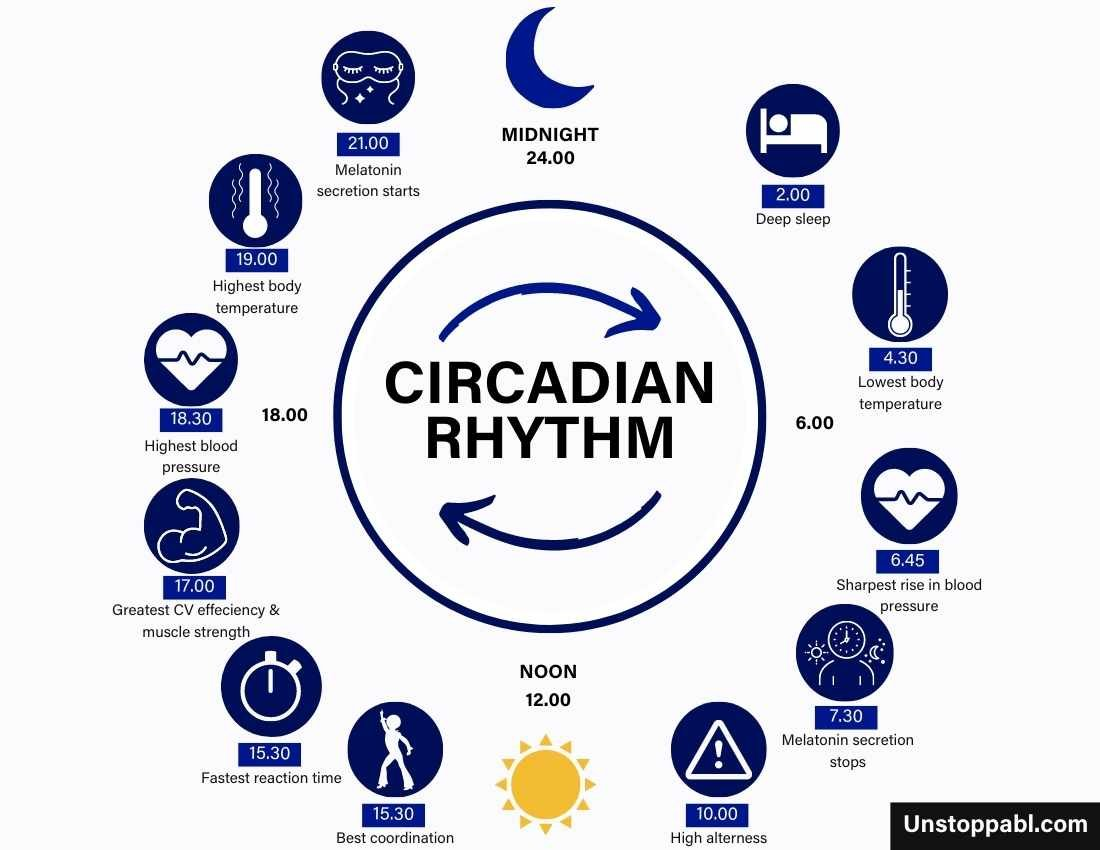 MIDNIGHT
24.00
2.00
Deep sleep
4.30
Lowest body
temperature
6.00
6.45
Sharpest rise in blood
pressure
7.30
Melatonin secretion
stops
10.00
High alterness
NOON
12.00
15.30
Best coordination
15.30
Fastest reaction time
17.00
Greatest CV effeciency &
muscle strength
18.00
18.30
Highest blood
pressure
19.00
Highest body
temperature
21.00
Melatonin
secretion starts
CIRCADIAN
RHYTHM
Unstoppabl.com